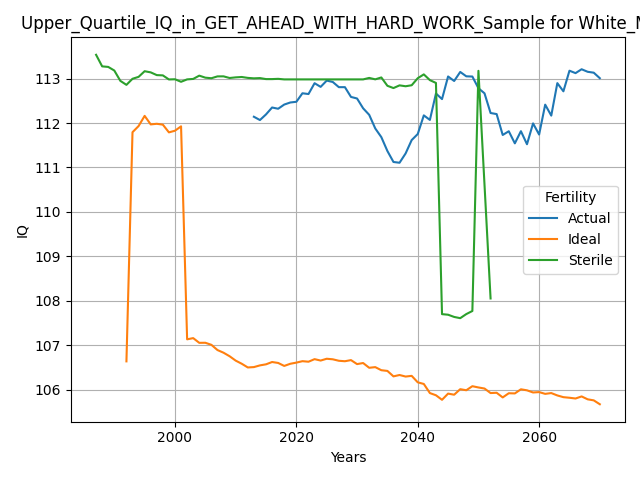 Upper_Quartile_IQ_in_GET_AHEAD_WITH_HARD_WORK_Sample for White_M
113
112
111
110
109
108
107
106
IQ
Fertility
Actual
Ideal
Sterile
2000
2020
2040
2060
Years